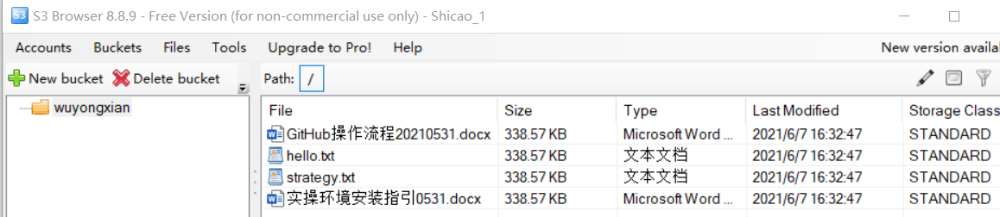 S3 Browser 8.8.9 - Free Version (for non-commercial use only) - Shicao_1
Accounts Buckets Files Tools Upgrade to Pro! Help New version availal
New bucket Delete bucket Path: /
wuyongxian
File Size Type Last Modified Storage Class
GitHub操作流程20210531.docx 338.57 KB Microsoft Word ... 2021/6/7 16:32:47 STANDARD
hello.txt 338.57 KB 文本文档 2021/6/7 16:32:47 STANDARD
strategy.txt 338.57 KB 文本文档 2021/6/7 16:32:47 STANDARD
实操环境安装指引0531.docx 338.57 KB Microsoft Word ... 2021/6/7 16:32:47 STANDARD